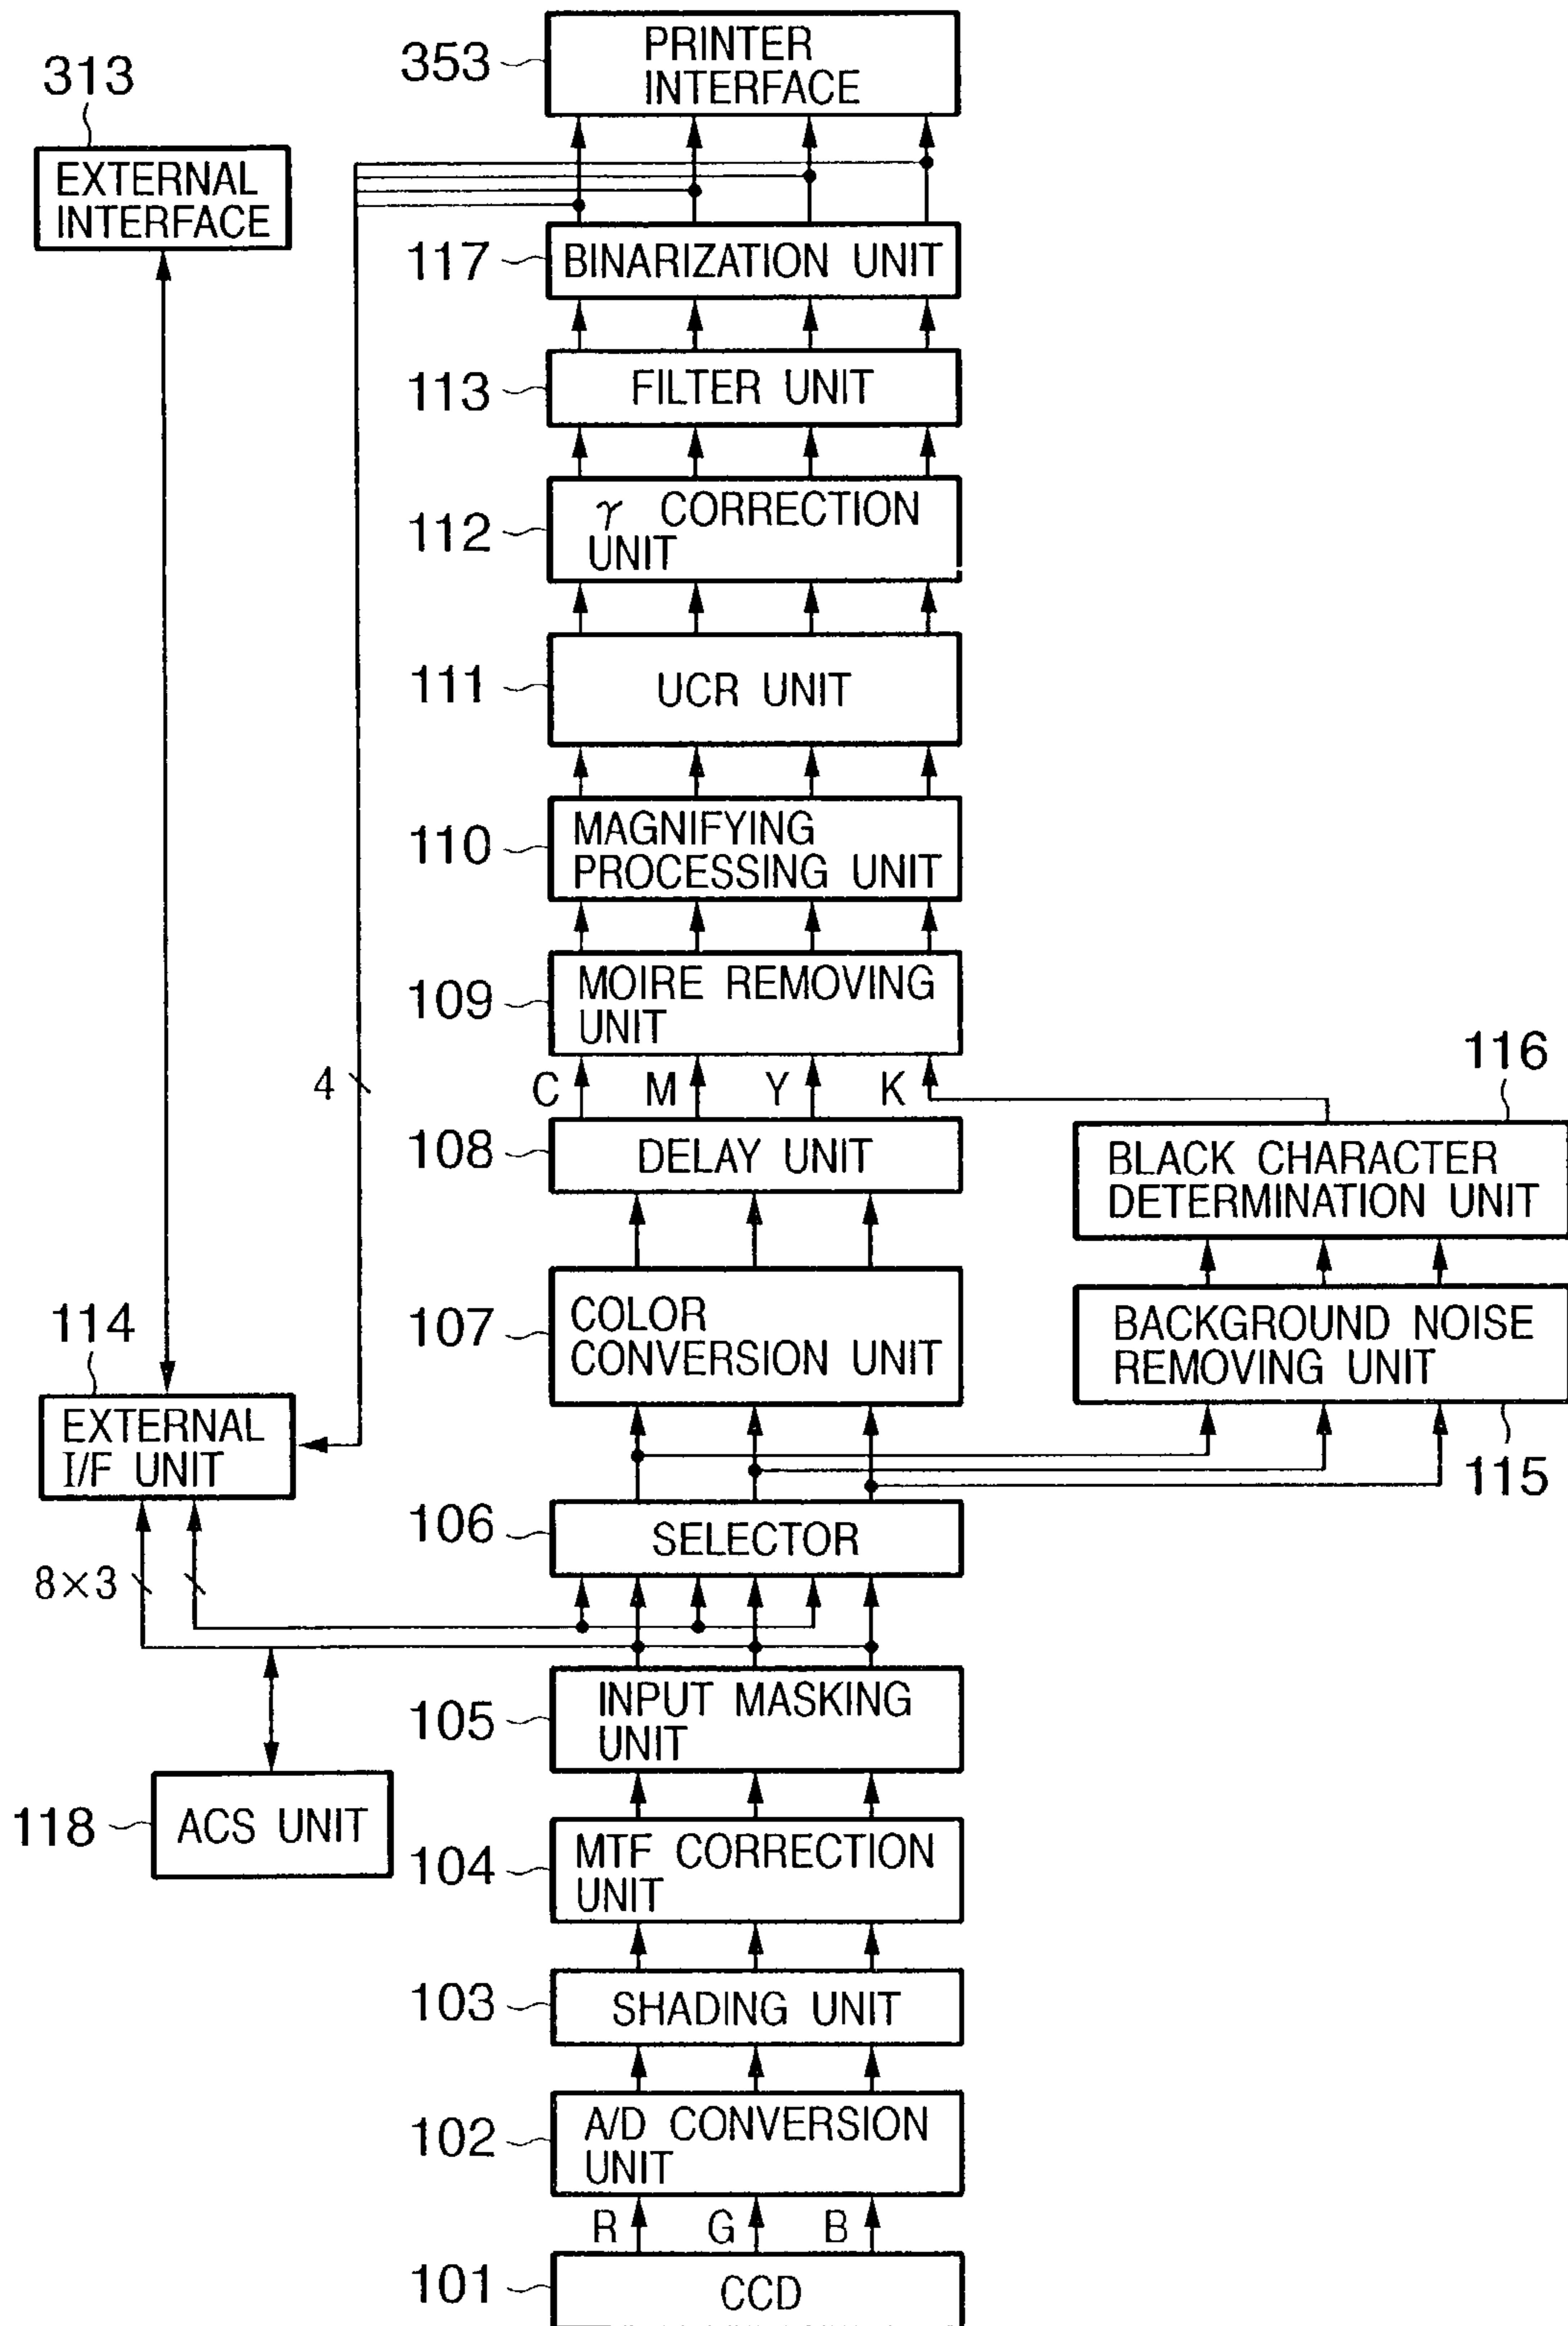 353
PRINTER
INTERFACE
313
EXTERNAL
INTERFACE
117
BINARIZATION UNIT
113
FILTER UNIT
112
γ CORRECTION
UNIT
111
UCR UNIT
110
MAGNIFYING
PROCESSING UNIT
109
MOIRE REMOVING
UNIT
4
C
M
Y
K
116
108
DELAY UNIT
BLACK CHARACTER
DETERMINATION UNIT
107
COLOR
CONVERSION UNIT
BACKGROUND NOISE
REMOVING UNIT
115
114
EXTERNAL
I/F UNIT
106
SELECTOR
8×3
105
INPUT MASKING
UNIT
118
ACS UNIT
104
MTF CORRECTION
UNIT
103
SHADING UNIT
102
A/D CONVERSION
UNIT
R
G
B
101
CCD